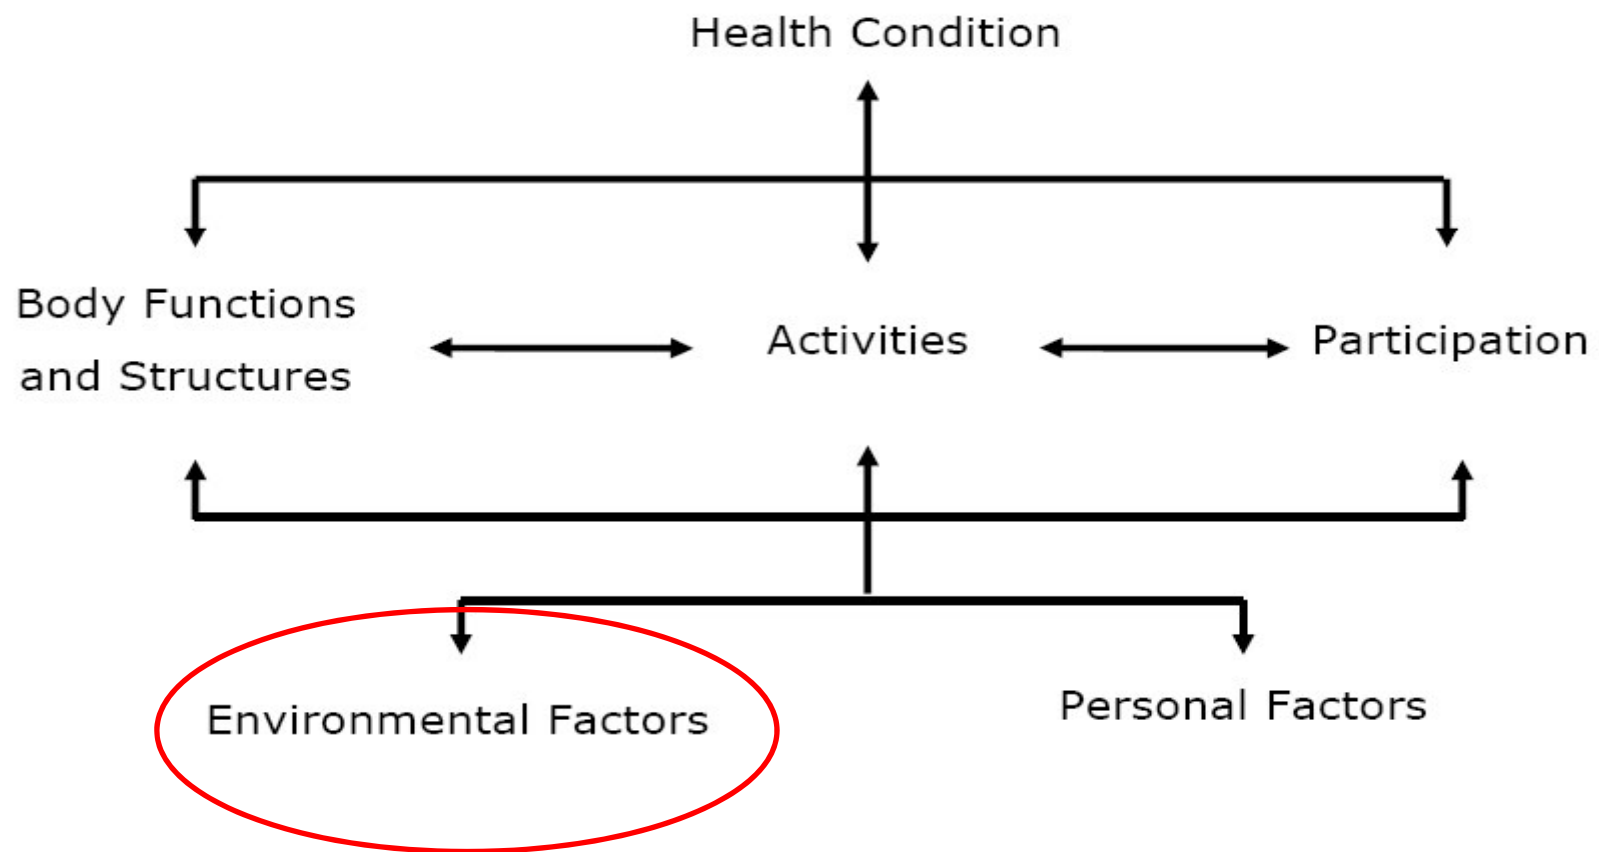 Health Condition
Body Functions
and Structures
Activities
Participation
Environmental Factors
Personal Factors